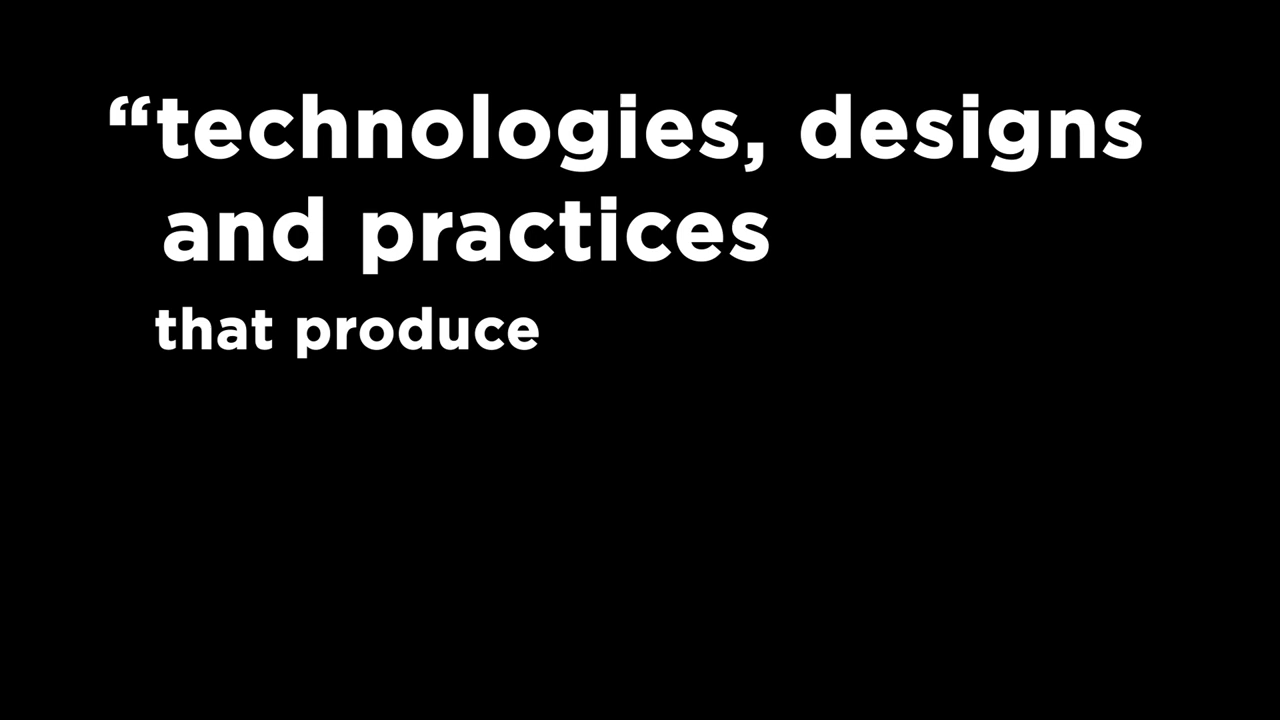 “technologies, designs
and practices
that produce